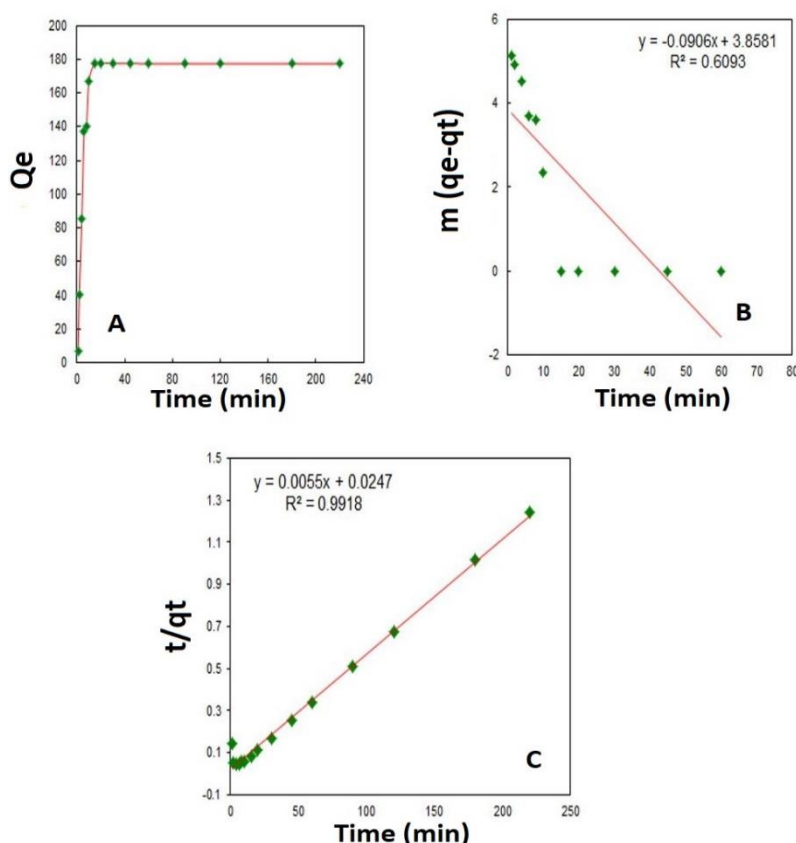 200
180
160
140
120
100
80
60
40
20
0
Qe
A
0 40 80 120 160 200 240
Time (min)
6
4
2
0
-2
m (qe-qt)
y = -0.0906x + 3.8581
R² = 0.6093
B
0 10 20 30 40 50 60 70 80
Time (min)
1.5
1.3
1.1
0.9
0.7
0.5
0.3
0.1
-0.1
t/qt
y = 0.0055x + 0.0247
R² = 0.9918
C
0 50 100 150 200 250
Time (min)